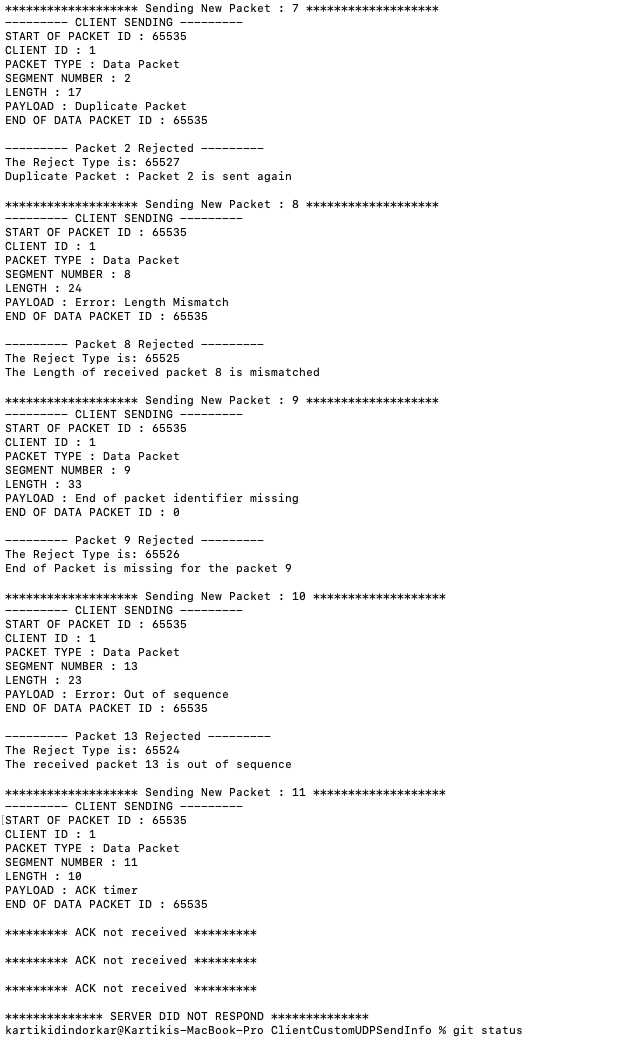 ******************* Sending New Packet : 7 *******************
--------- CLIENT SENDING ---------
START OF PACKET ID : 65535
CLIENT ID : 1
PACKET TYPE : Data Packet
SEGMENT NUMBER : 2
LENGTH : 17
PAYLOAD : Duplicate Packet
END OF DATA PACKET ID : 65535

--------- Packet 2 Rejected ---------
The Reject Type is: 65527
Duplicate Packet : Packet 2 is sent again

******************* Sending New Packet : 8 *******************
--------- CLIENT SENDING ---------
START OF PACKET ID : 65535
CLIENT ID : 1
PACKET TYPE : Data Packet
SEGMENT NUMBER : 8
LENGTH : 24
PAYLOAD : Error: Length Mismatch
END OF DATA PACKET ID : 65535

--------- Packet 8 Rejected ---------
The Reject Type is: 65525
The Length of received packet 8 is mismatched

******************* Sending New Packet : 9 *******************
--------- CLIENT SENDING ---------
START OF PACKET ID : 65535
CLIENT ID : 1
PACKET TYPE : Data Packet
SEGMENT NUMBER : 9
LENGTH : 33
PAYLOAD : End of packet identifier missing
END OF DATA PACKET ID : 0

--------- Packet 9 Rejected ---------
The Reject Type is: 65526
End of Packet is missing for the packet 9

******************* Sending New Packet : 10 *******************
--------- CLIENT SENDING ---------
START OF PACKET ID : 65535
CLIENT ID : 1
PACKET TYPE : Data Packet
SEGMENT NUMBER : 13
LENGTH : 23
PAYLOAD : Error: Out of sequence
END OF DATA PACKET ID : 65535

--------- Packet 13 Rejected ---------
The Reject Type is: 65524
The received packet 13 is out of sequence

******************* Sending New Packet : 11 *******************
--------- CLIENT SENDING ---------
[START OF PACKET ID : 65535
CLIENT ID : 1
PACKET TYPE : Data Packet
SEGMENT NUMBER : 11
LENGTH : 10
PAYLOAD : ACK timer
END OF DATA PACKET ID : 65535

********* ACK not received *********

********* ACK not received *********

********* ACK not received *********

************** SERVER DID NOT RESPOND **************
kartikidindorkar@Kartikis-MacBook-Pro ClientCustomUDPSendInfo % git status